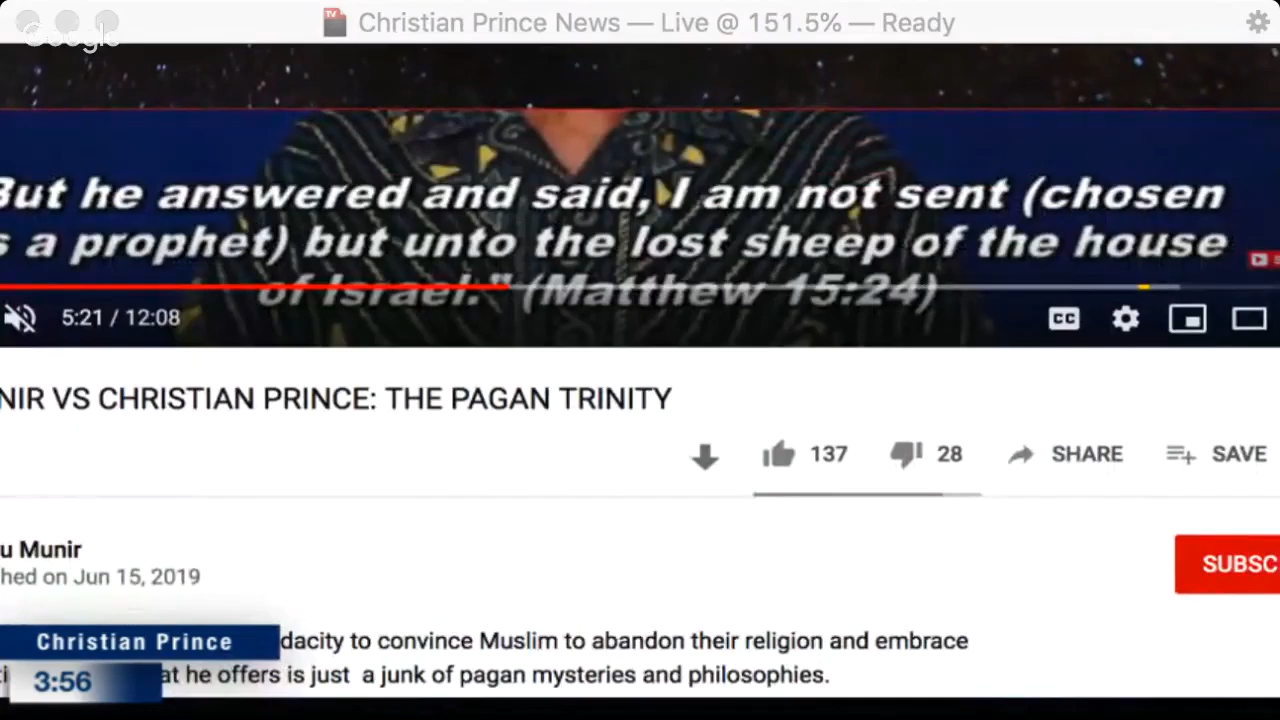 Christian Prince News — Live @ 151.5% — Ready
Google
But he answered and said, I am not sent (chosen
s a prophet) but unto the lost sheep of the house
of Israel." (Matthew 15:24)
5:21 / 12:08
CC
NIR VS CHRISTIAN PRINCE: THE PAGAN TRINITY
137 28 SHARE SAVE
u Munir
hed on Jun 15, 2019
SUBSC
Christian Prince
dacity to convince Muslim to abandon their religion and embrace
3:56
at he offers is just a junk of pagan mysteries and philosophies.